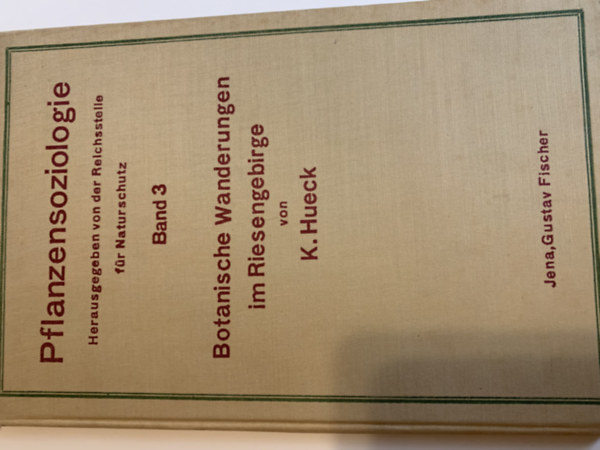 Pflanzensoziologie
Herausgegeben von der Reichsstelle
für Naturschutz
Band 3
Botanische Wanderungen
im Riesengebirge
von
K. Hueck
Jena, Gustav Fischer